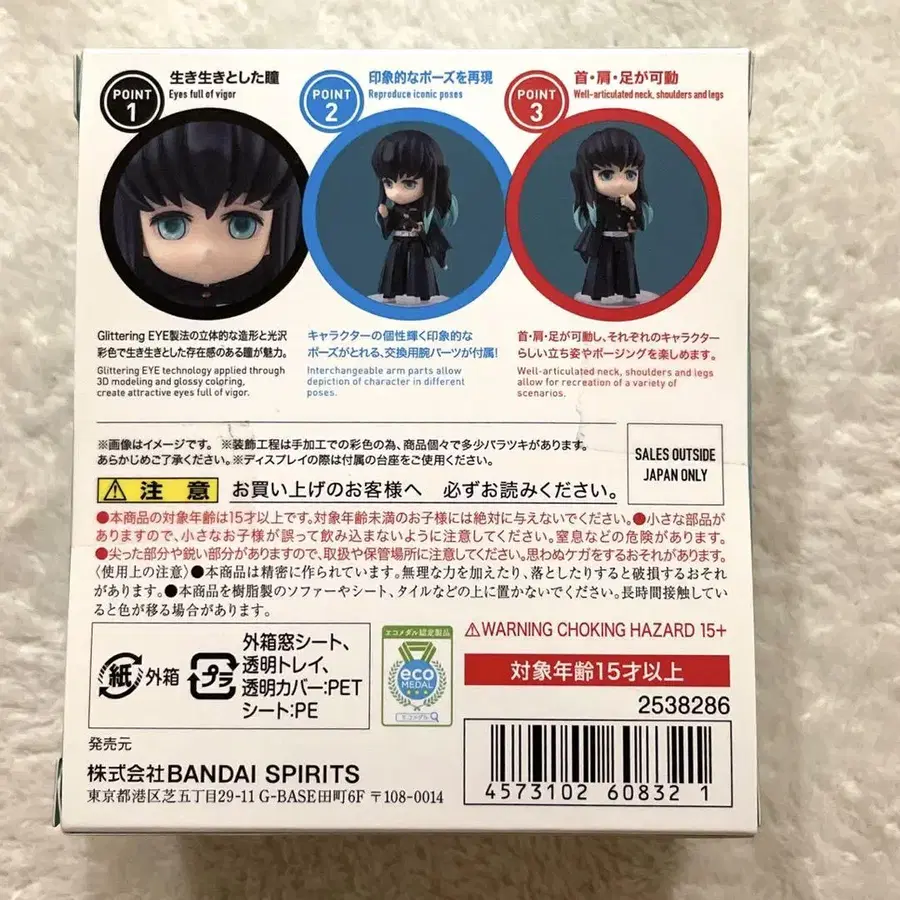 POINT 1
生き生きとした瞳
Eyes full of vigor
POINT 2
印象的なポーズを再現
Reproduce iconic poses
POINT 3
首・肩・足が可動
Well-articulated neck, shoulders and legs
Glittering EYE製法の立体的な造形と光沢
彩色で生き生きとした存在感のある瞳が魅力。
Glittering EYE technology applied through
3D modeling and glossy coloring,
create attractive eyes full of vigor.
キャラクターの個性輝く印象的な
ポーズがとれる、交換用腕パーツが付属!
Interchangeable arm parts allow
depiction of character in different
poses.
首・肩・足が可動し、それぞれのキャラクター
らしい立ち姿やポージングを楽しめます。
Well-articulated neck, shoulders and legs
allow for recreation of a variety of
scenarios.
※画像はイメージです。 ※装飾工程は手加工での彩色の為、商品個々で多少バラツキがあります。
あらかじめご了承ください。※ディスプレイの際は付属の台座をご使用ください。
SALES OUTSIDE
JAPAN ONLY
⚠ 注 意 お買い上げのお客様へ 必ずお読みください。
●本商品の対象年齢は15才以上です。対象年齢未満のお子様には絶対に与えないでください。●小さな部品が
ありますので、小さなお子様が誤って飲み込まないように注意してください。窒息などの危険があります。
●尖った部分や鋭い部分がありますので、取扱や保管場所に注意してください。思わぬケガをするおそれがあります。
〈使用上の注意〉●本商品は精密に作られています。無理な力を加えたり、落としたりすると破損するおそれ
があります。●本商品を樹脂製のソファーやシート、タイルなどの上に置かないでください。長時間接触してい
ると色が移る場合があります。
紙 外箱
プラ
外箱窓シート、
透明トレイ、
透明カバー:PET
シート:PE
エコメダル認定製品
eco
MEDAL
エコメダル
⚠WARNING CHOKING HAZARD 15+
対象年齢15才以上
2538286
発売元
株式会社BANDAI SPIRITS
東京都港区芝五丁目29-11 G-BASE田町6F 〒108-0014
4573102 60832 1